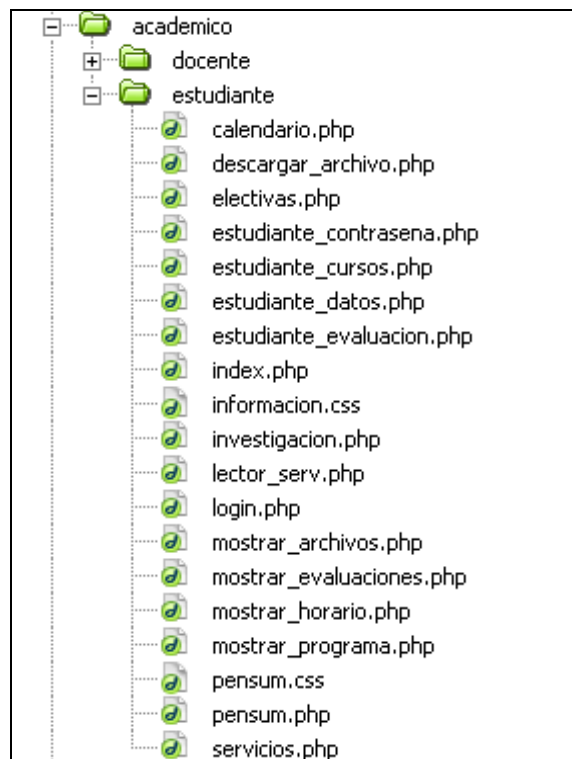 academico
docente
estudiante
calendario.php
descargar_archivo.php
electivas.php
estudiante_contrasena.php
estudiante_cursos.php
estudiante_datos.php
estudiante_evaluacion.php
index.php
informacion.css
investigacion.php
lector_serv.php
login.php
mostrar_archivos.php
mostrar_evaluaciones.php
mostrar_horario.php
mostrar_programa.php
pensum.css
pensum.php
servicios.php